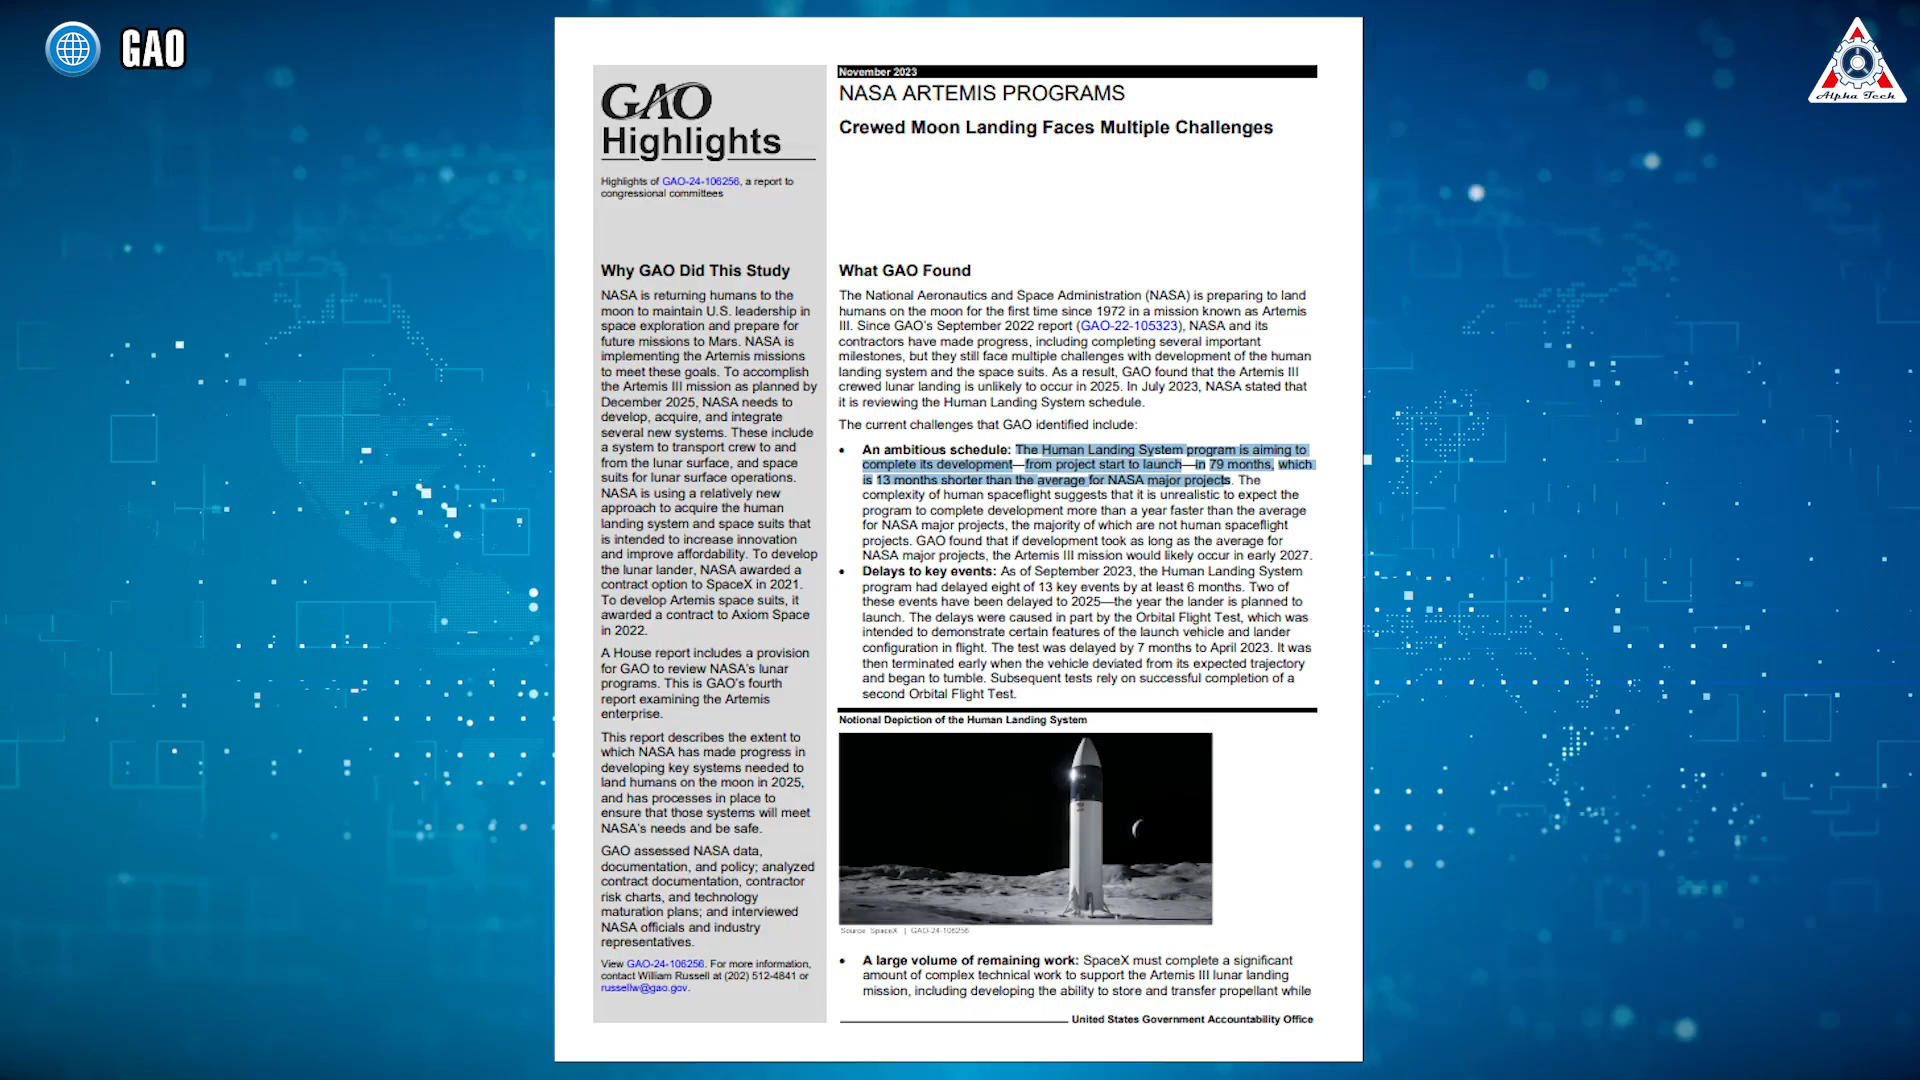 GAO
Alpha Tech
GAO
Highlights
Highlights of GAO-24-106256, a report to
congressional committees
Why GAO Did This Study
NASA is returning humans to the
moon to maintain U.S. leadership in
space exploration and prepare for
future missions to Mars. NASA is
implementing the Artemis missions
to meet these goals. To accomplish
the Artemis III mission as planned by
December 2025, NASA needs to
develop, acquire, and integrate
several new systems. These include
a system to transport crew to and
from the lunar surface, and space
suits for lunar surface operations.
NASA is using a relatively new
approach to acquire the human
landing system and space suits that
is intended to increase innovation
and improve affordability. To develop
the lunar lander, NASA awarded a
contract option to SpaceX in 2021.
To develop Artemis space suits, it
awarded a contract to Axiom Space
in 2022.
A House report includes a provision
for GAO to review NASA's lunar
programs. This is GAO's fourth
report examining the Artemis
enterprise.
This report describes the extent to
which NASA has made progress in
developing key systems needed to
land humans on the moon in 2025,
and has processes in place to
ensure that those systems will meet
NASA's needs and be safe.
GAO assessed NASA data,
documentation, and policy; analyzed
contract documentation, contractor
risk charts, and technology
maturation plans; and interviewed
NASA officials and industry
representatives.
View GAO-24-106256. For more information,
contact William Russell at (202) 512-4841 or
russellw@gao.gov.
November 2023
NASA ARTEMIS PROGRAMS
Crewed Moon Landing Faces Multiple Challenges
What GAO Found
The National Aeronautics and Space Administration (NASA) is preparing to land
humans on the moon for the first time since 1972 in a mission known as Artemis
III. Since GAO's September 2022 report (GAO-22-105323), NASA and its
contractors have made progress, including completing several important
milestones, but they still face multiple challenges with development of the human
landing system and the space suits. As a result, GAO found that the Artemis III
crewed lunar landing is unlikely to occur in 2025. In July 2023, NASA stated that
it is reviewing the Human Landing System schedule.
The current challenges that GAO identified include:
• An ambitious schedule: The Human Landing System program is aiming to
complete its development—from project start to launch—in 79 months, which
is 13 months shorter than the average for NASA major projects. The
complexity of human spaceflight suggests that it is unrealistic to expect the
program to complete development more than a year faster than the average
for NASA major projects, the majority of which are not human spaceflight
projects. GAO found that if development took as long as the average for
NASA major projects, the Artemis III mission would likely occur in early 2027.
• Delays to key events: As of September 2023, the Human Landing System
program had delayed eight of 13 key events by at least 6 months. Two of
these events have been delayed to 2025—the year the lander is planned to
launch. The delays were caused in part by the Orbital Flight Test, which was
intended to demonstrate certain features of the launch vehicle and lander
configuration in flight. The test was delayed by 7 months to April 2023. It was
then terminated early when the vehicle deviated from its expected trajectory
and began to tumble. Subsequent tests rely on successful completion of a
second Orbital Flight Test.
Notional Depiction of the Human Landing System
Source: SpaceX | GAO-24-106256
• A large volume of remaining work: SpaceX must complete a significant
amount of complex technical work to support the Artemis III lunar landing
mission, including developing the ability to store and transfer propellant while
United States Government Accountability Office